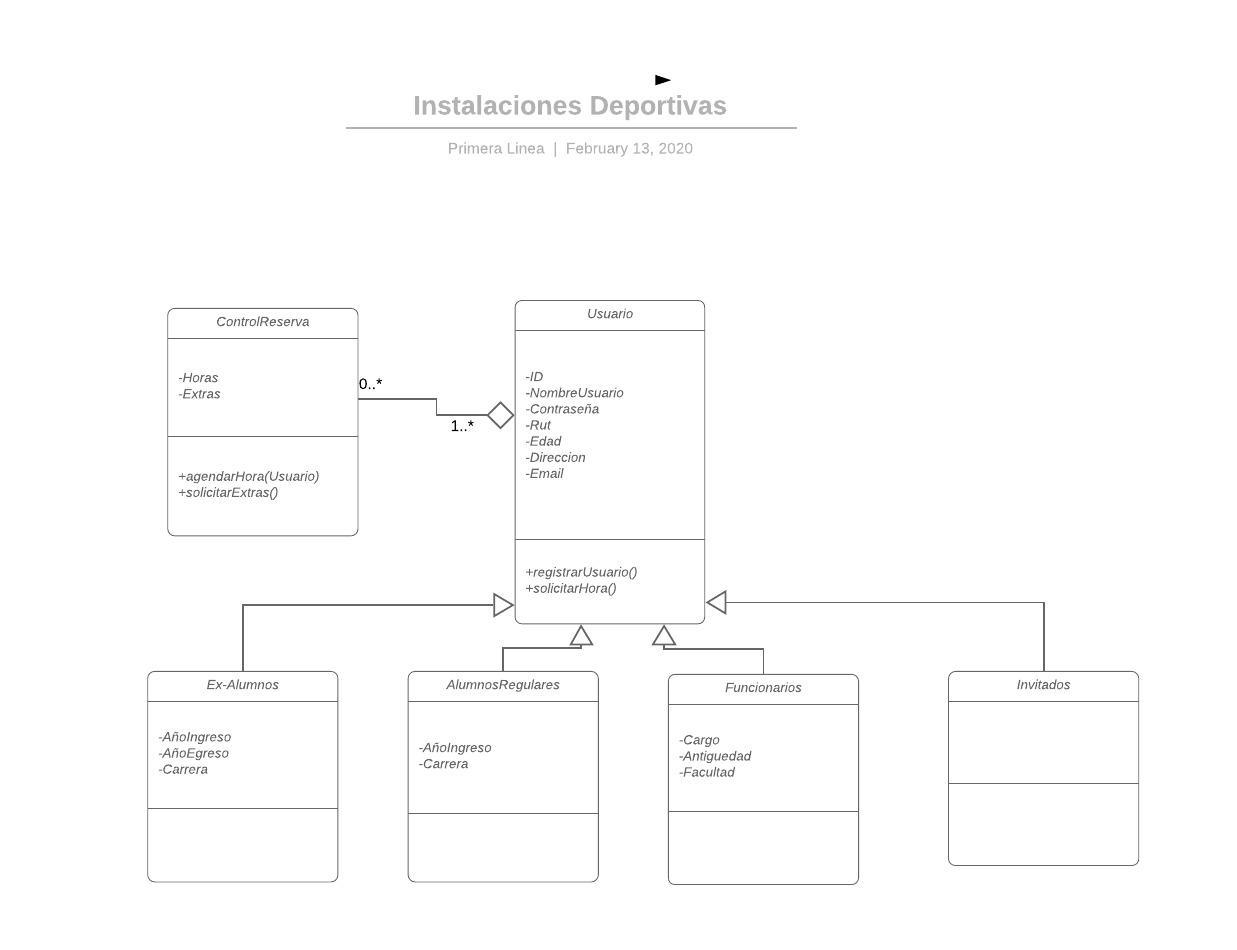 Instalaciones Deportivas
Primera Linea | February 13, 2020
ControlReserva
-Horas
-Extras
+agendarHora(Usuario)
+solicitarExtras()
0..*
1..*
Usuario
-ID
-NombreUsuario
-Contraseña
-Rut
-Edad
-Direccion
-Email
+registrarUsuario()
+solicitarHora()
Ex-Alumnos
-AñoIngreso
-AñoEgreso
-Carrera
AlumnosRegulares
-AñoIngreso
-Carrera
Funcionarios
-Cargo
-Antiguedad
-Facultad
Invitados